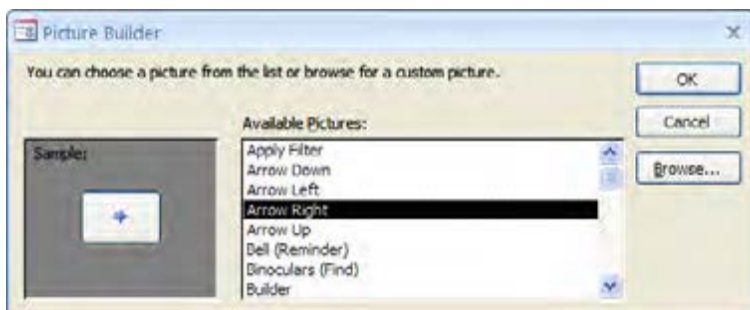 Picture Builder
You can choose a picture from the list or browse for a custom picture.
OK
Cancel
Browse...
Sample:
Available Pictures:
Apply Filter
Arrow Down
Arrow Left
Arrow Right
Arrow Up
Bell (Reminder)
Binoculars (Find)
Builder